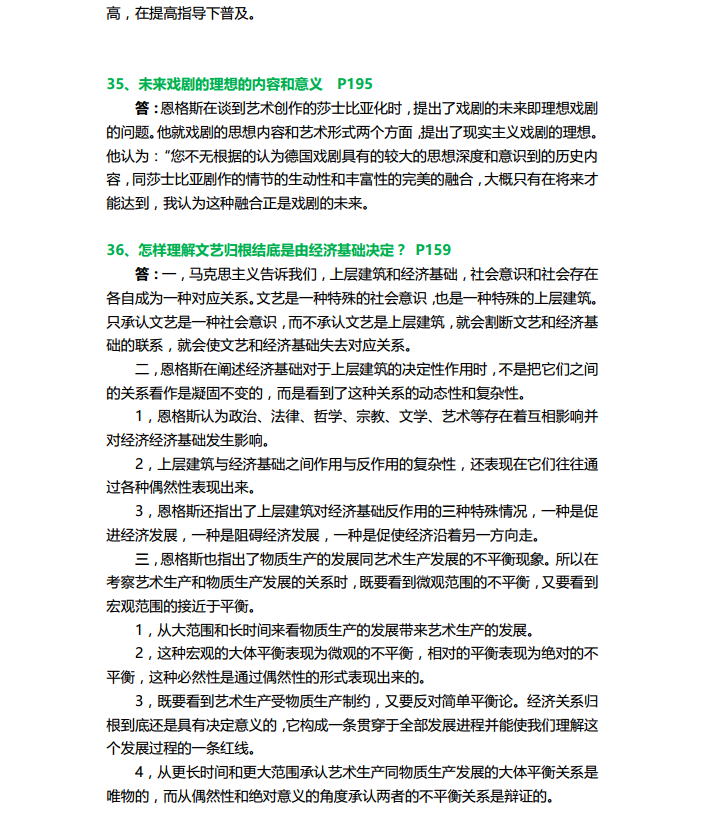 高，在提高指导下普及。
35、未来戏剧的理想的内容和意义 P195
答：恩格斯在谈到艺术创作的莎士比亚化时，提出了戏剧的未来即理想戏剧
的问题。他就戏剧的思想内容和艺术形式两个方面，提出了现实主义戏剧的理想。
他认为：“您不无根据的认为德国戏剧具有的较大的思想深度和意识到的历史内
容，同莎士比亚剧作的情节的生动性和丰富性的完美的融合，大概只有在将来才
能达到，我认为这种融合正是戏剧的未来。
36、怎样理解文艺归根结底是由经济基础决定？ P159
答：一，马克思主义告诉我们，上层建筑和经济基础，社会意识和社会存在
各自成为一种对应关系。文艺是一种特殊的社会意识，也是一种特殊的上层建筑。
只承认文艺是一种社会意识，而不承认文艺是上层建筑，就会割断文艺和经济基
础的联系，就会使文艺和经济基础失去对应关系。
二，恩格斯在阐述经济基础对于上层建筑的决定性作用时，不是把它们之间
的关系看作是凝固不变的，而是看到了这种关系的动态性和复杂性。
1，恩格斯认为政治、法律、哲学、宗教、文学、艺术等存在着互相影响并
对经济经济基础发生影响。
2，上层建筑与经济基础之间作用与反作用的复杂性，还表现在它们往往通
过各种偶然性表现出来。
3，恩格斯还指出了上层建筑对经济基础反作用的三种特殊情况，一种是促
进经济发展，一种是阻碍经济发展，一种是促使经济沿着另一方向走。
三，恩格斯也指出了物质生产的发展同艺术生产发展的不平衡现象。所以在
考察艺术生产和物质生产发展的关系时，既要看到微观范围的不平衡，又要看到
宏观范围的接近于平衡。
1，从大范围和长时间来看物质生产的发展带来艺术生产的发展。
2，这种宏观的大体平衡表现为微观的不平衡，相对的平衡表现为绝对的不
平衡，这种必然性是通过偶然性的形式表现出来的。
3，既要看到艺术生产受物质生产制约，又要反对简单平衡论。经济关系归
根到底还是具有决定意义的，它构成一条贯穿于全部发展进程并能使我们理解这
个发展过程的一条红线。
4，从更长时间和更大范围承认艺术生产同物质生产发展的大体平衡关系是
唯物的，而从偶然性和绝对意义的角度承认两者的不平衡关系是辩证的。